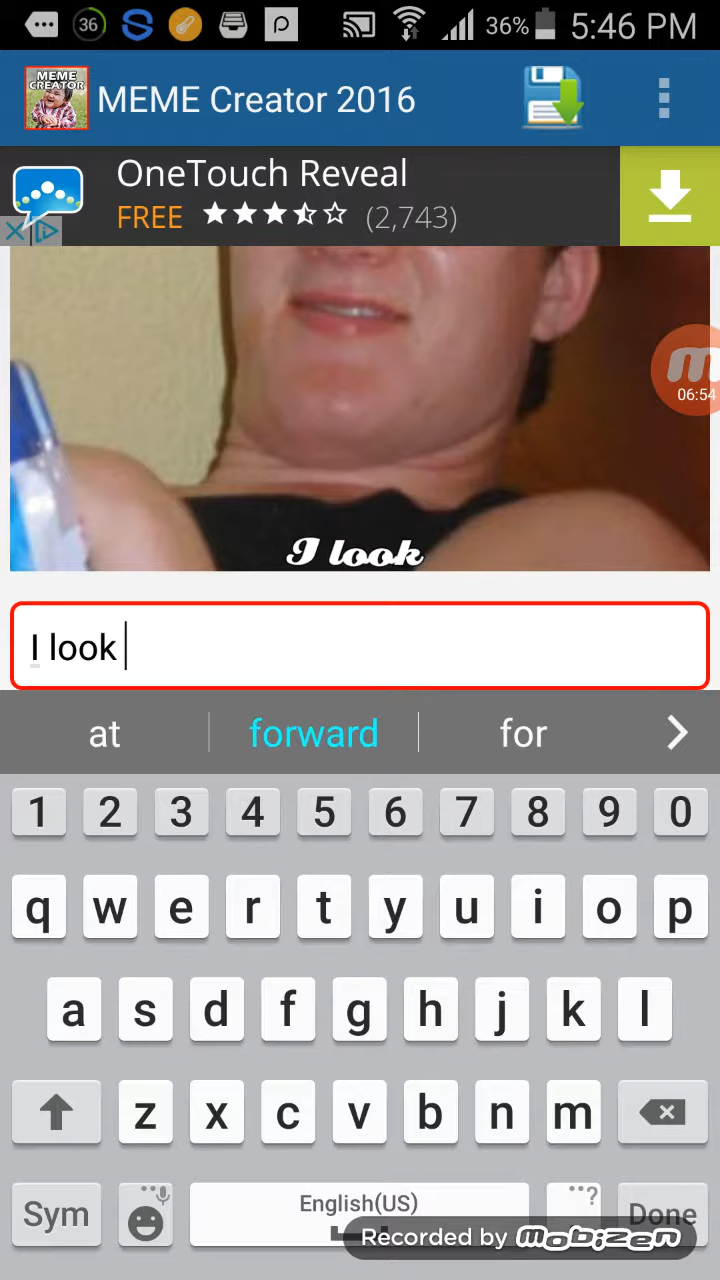 36
36% 5:46 PM
MEME CREATOR
MEME Creator 2016
OneTouch Reveal
FREE (2,743)
06:54
I look
I look
at forward for
1 2 3 4 5 6 7 8 9 0
q w e r t y u i o p
a s d f g h j k l
z x c v b n m
Sym English(US) ? Done
Recorded by mobizen